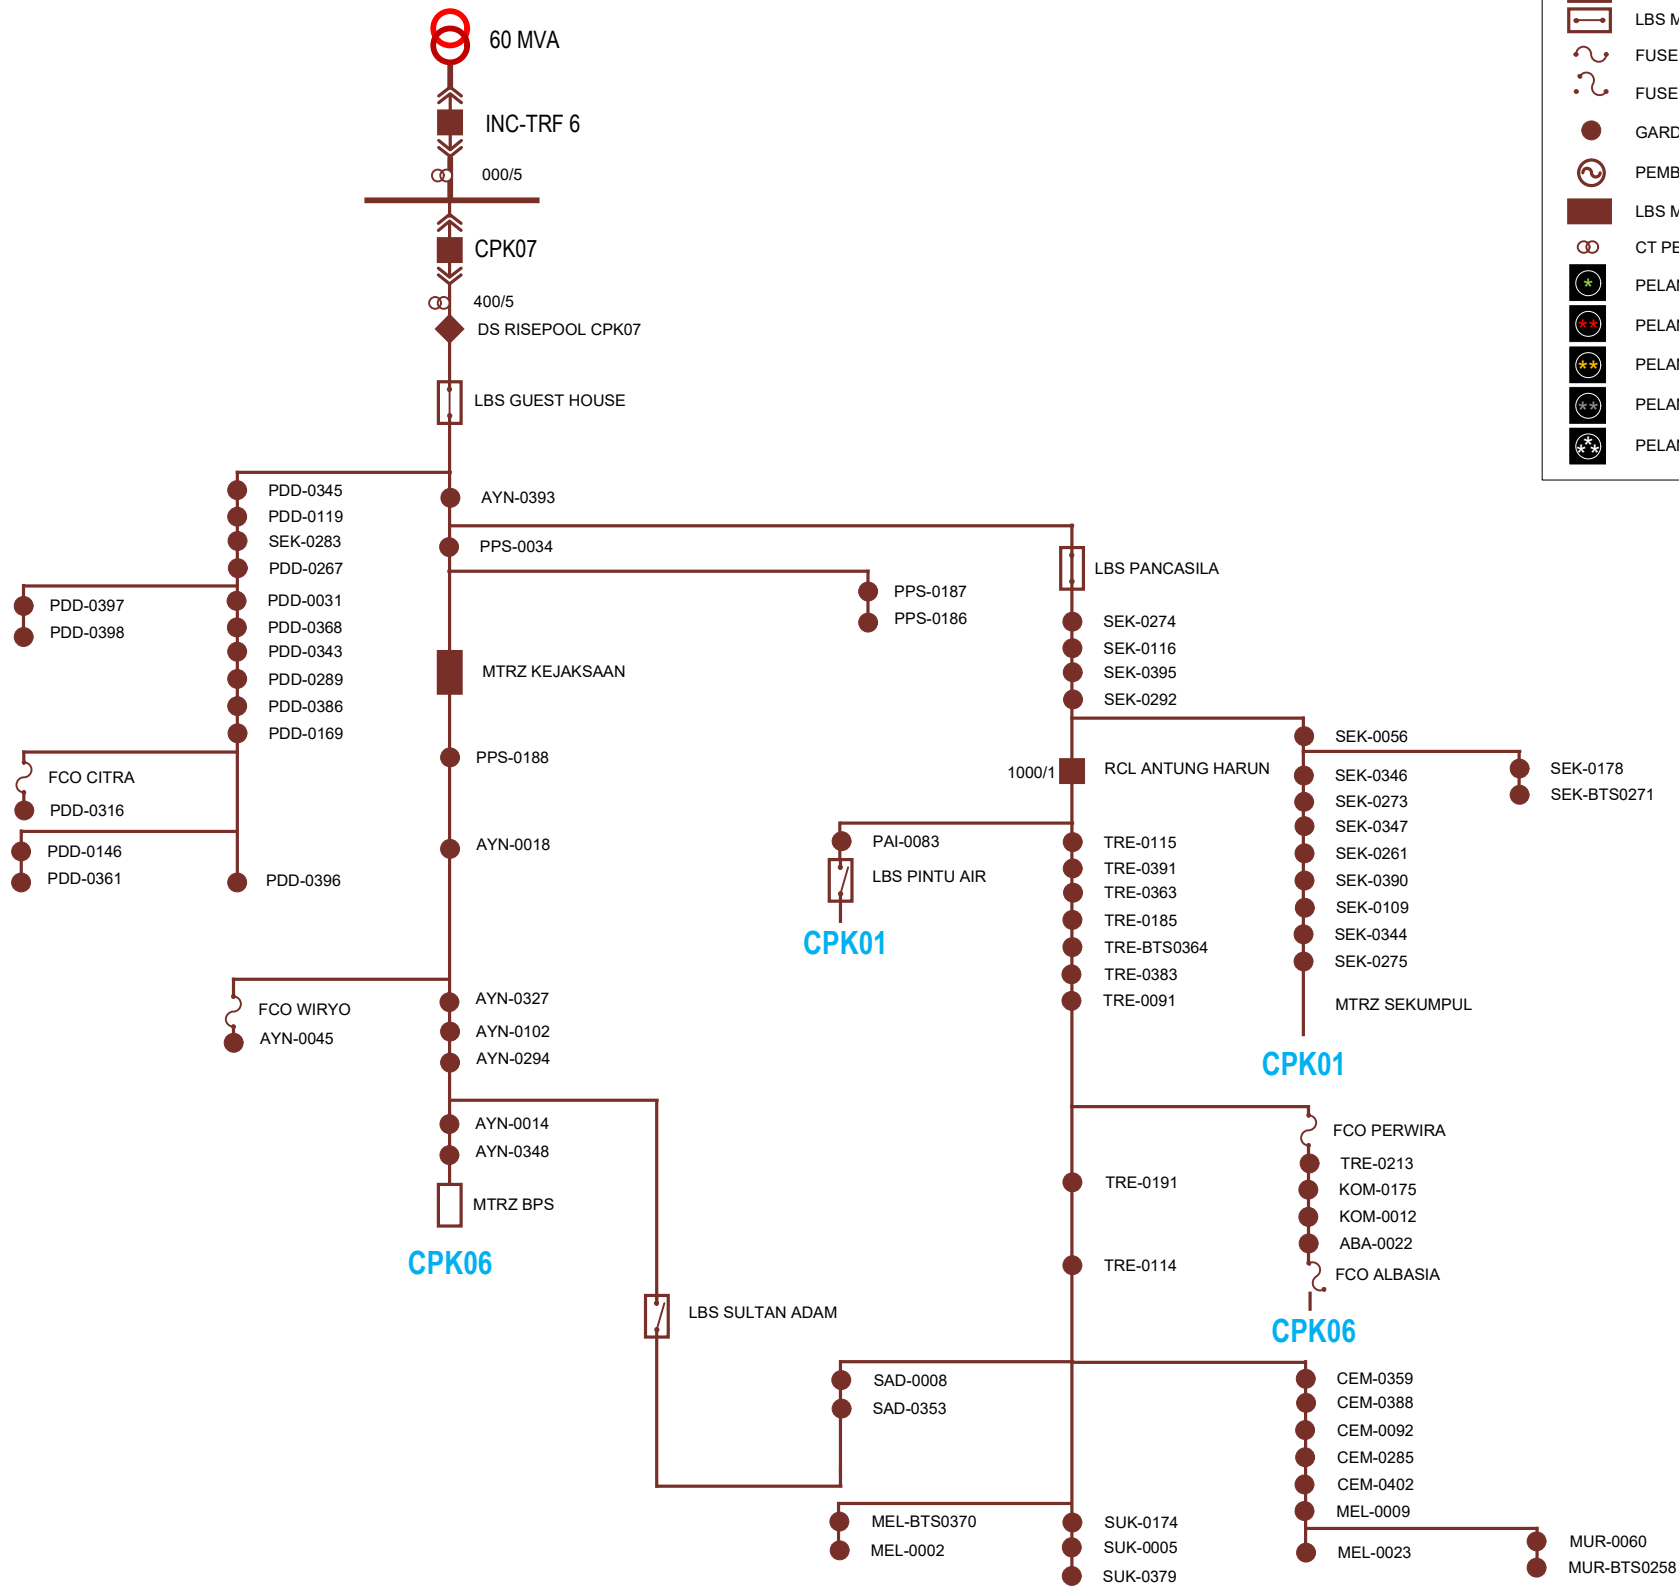 60 MVA
INC-TRF 6
000/5
CPK07
400/5
DS RISEPOOL CPK07
LBS GUEST HOUSE
PDD-0345
PDD-0119
SEK-0283
PDD-0267
PDD-0397
PDD-0398
PDD-0031
PDD-0368
PDD-0343
PDD-0289
PDD-0386
PDD-0169
FCO CITRA
PDD-0316
PDD-0146
PDD-0361
PDD-0396
AYN-0393
PPS-0034
PPS-0187
PPS-0186
MTRZ KEJAKSAAN
PPS-0188
AYN-0018
FCO WIRYO
AYN-0045
AYN-0327
AYN-0102
AYN-0294
AYN-0014
AYN-0348
MTRZ BPS
CPK06
LBS SULTAN ADAM
LBS PANCASILA
SEK-0274
SEK-0116
SEK-0395
SEK-0292
1000/1
RCL ANTUNG HARUN
PAI-0083
LBS PINTU AIR
CPK01
TRE-0115
TRE-0391
TRE-0363
TRE-0185
TRE-BTS0364
TRE-0383
TRE-0091
SEK-0056
SEK-0178
SEK-BTS0271
SEK-0346
SEK-0273
SEK-0347
SEK-0261
SEK-0390
SEK-0109
SEK-0344
SEK-0275
MTRZ SEKUMPUL
CPK01
FCO PERWIRA
TRE-0213
KOM-0175
KOM-0012
ABA-0022
FCO ALBASIA
CPK06
TRE-0191
TRE-0114
SAD-0008
SAD-0353
CEM-0359
CEM-0388
CEM-0092
CEM-0285
CEM-0402
MEL-0009
MEL-0023
MUR-0060
MUR-BTS0258
MEL-BTS0370
MEL-0002
SUK-0174
SUK-0005
SUK-0379
LBS M
FUSE
FUSE
GARD
PEMB
LBS M
CT PE
PELAN
PELAN
PELAN
PELAN
PELAN